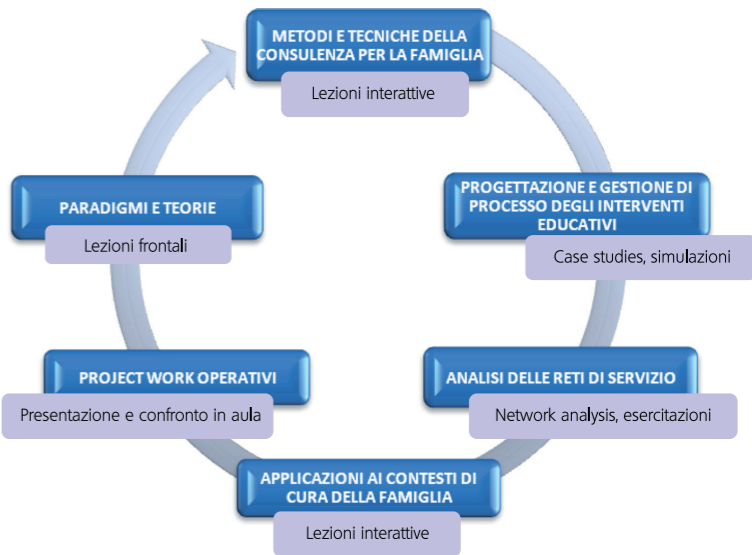 METODI E TECNICHE DELLA
CONSULENZA PER LA FAMIGLIA
Lezioni interattive
PROGETTAZIONE E GESTIONE DI
PROCESSO DEGLI INTERVENTI
EDUCATIVI
Case studies, simulazioni
ANALISI DELLE RETI DI SERVIZIO
Network analysis, esercitazioni
APPLICAZIONI AI CONTESTI DI
CURA DELLA FAMIGLIA
Lezioni interattive
PROJECT WORK OPERATIVI
Presentazione e confronto in aula
PARADIGMI E TEORIE
Lezioni frontali